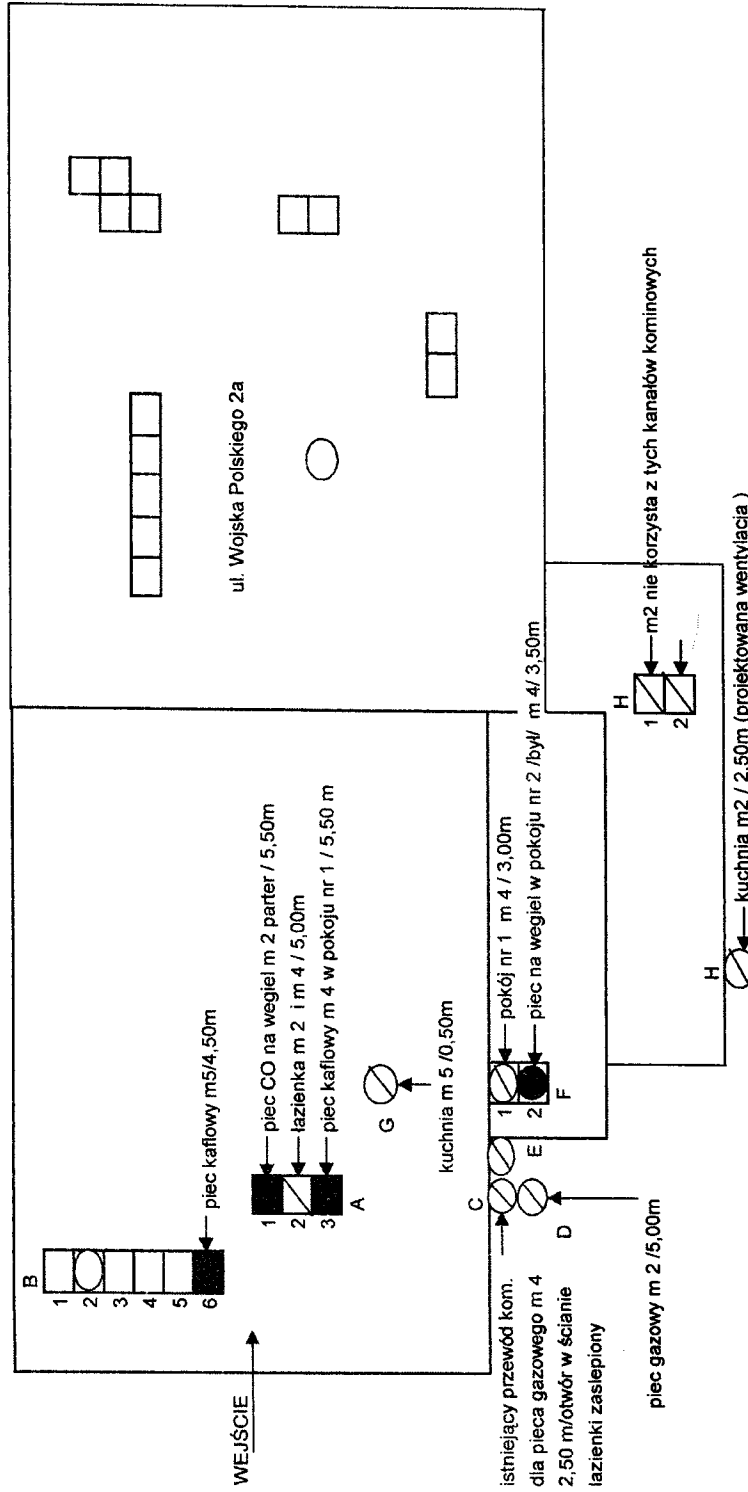 WEJŚCIE
B
1
2
3
4
5
6
piec kaflowy m5/4,50m
1
2
3
A
piec CO na wegiel m 2 parter / 5,50m
łazienka m 2 i m 4 / 5,00m
piec kaflowy m 4 w pokoju nr 1 / 5,50 m
G
kuchnia m 5 /0,50m
ul. Wojska Polskiego 2a
istniejący przewód kom.
dla pieca gazowego m 4
2,50 m/otwór w ścianie
lazienki zaslepiony
C
D
E
piec gazowy m 2 /5,00m
1
2
F
pokój nr 1 m 4 / 3,00m
piec na wegiel w pokoju nr 2 /był/ m 4/ 3,50m
H
1
2
m2 nie korzysta z tych kanałów kominowych
H
kuchnia m2 / 2.50m (projektowana wentylacja )